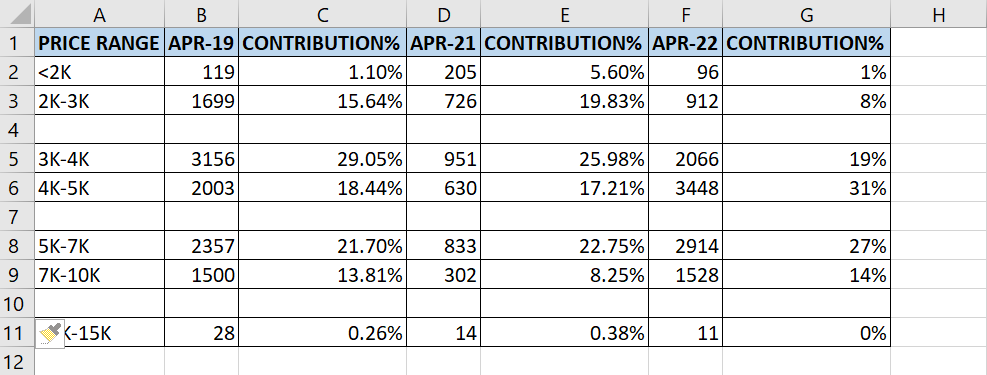 A B C D E F G H
1 PRICE RANGE APR-19 CONTRIBUTION% APR-21 CONTRIBUTION% APR-22 CONTRIBUTION%
2 <2K 119 1.10% 205 5.60% 96 1%
3 2K-3K 1699 15.64% 726 19.83% 912 8%
4
5 3K-4K 3156 29.05% 951 25.98% 2066 19%
6 4K-5K 2003 18.44% 630 17.21% 3448 31%
7
8 5K-7K 2357 21.70% 833 22.75% 2914 27%
9 7K-10K 1500 13.81% 302 8.25% 1528 14%
10
11 K-15K 28 0.26% 14 0.38% 11 0%
12